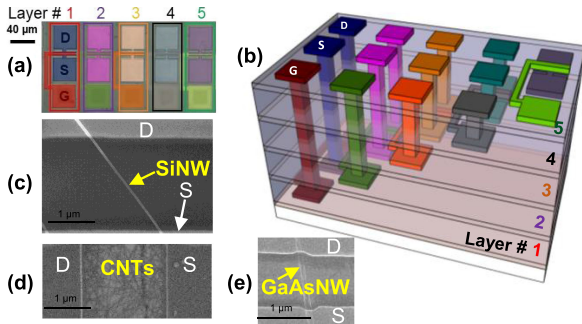 Layer # 1 2 3 4 5
40 µm
D
S
G
(a)
(b)
D
S
G
5
4
3
2
Layer # 1
(c)
D
SiNW
S
1 µm
(d)
D
CNTs
S
1 µm
(e)
D
GaAsNW
S
1 µm